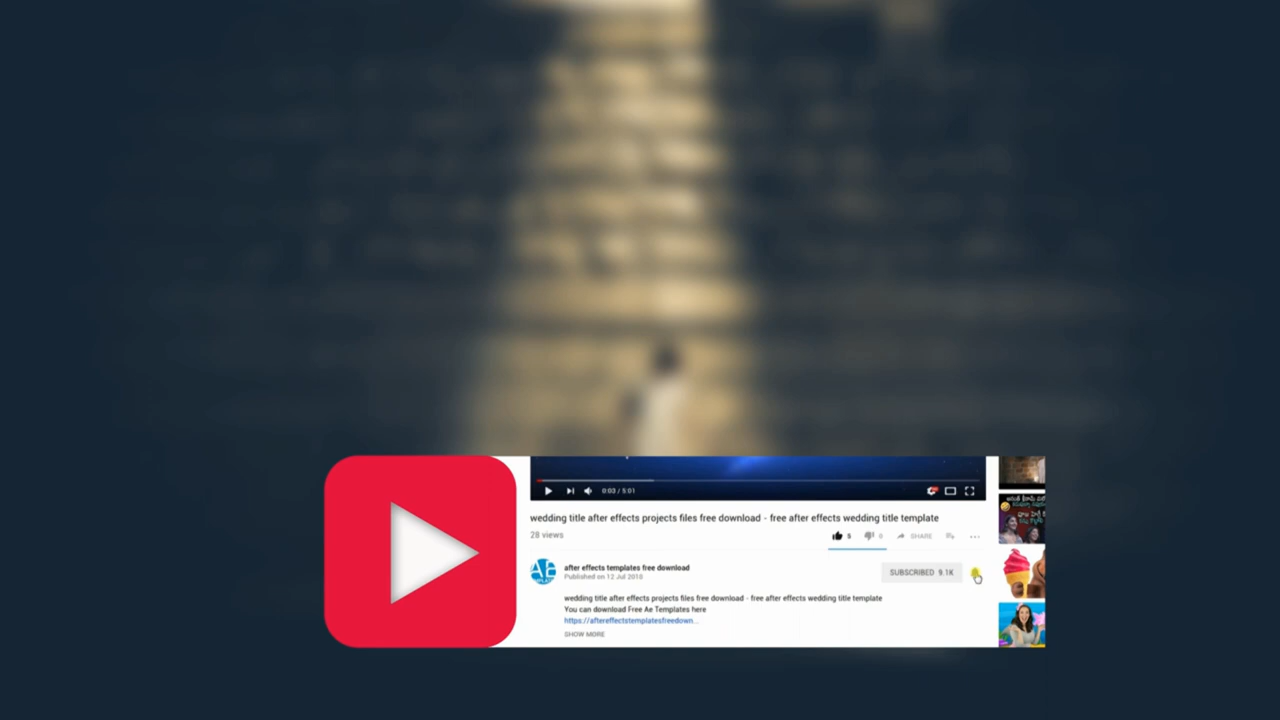 0:03 / 5:01
wedding title after effects projects files free download - free after effects wedding title template
28 views
5
0
SHARE
after effects templates free download
Published on 12 Jul 2018
SUBSCRIBED 9.1K
wedding title after effects projects files free download - free after effects wedding title template
You can download Free Ae Templates here
https://aftereffectstemplatesfreedown...
SHOW MORE